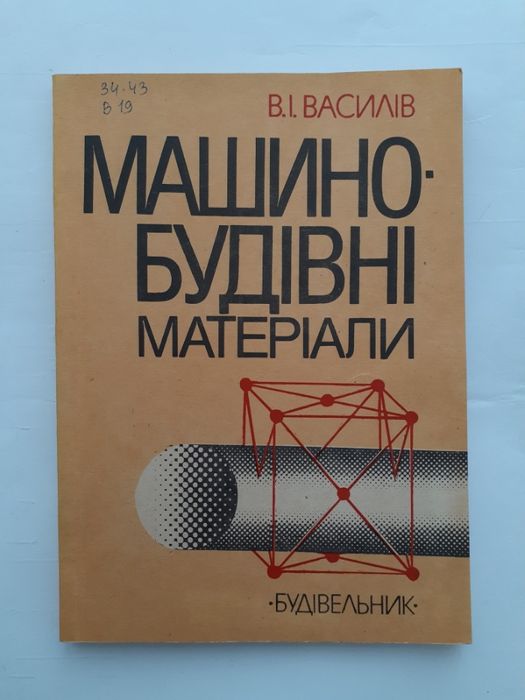 34.43
В 19
В.І. ВАСИЛІВ
МАШИНО-
БУДІВНІ
МАТЕРІАЛИ
·БУДІВЕЛЬНИК·